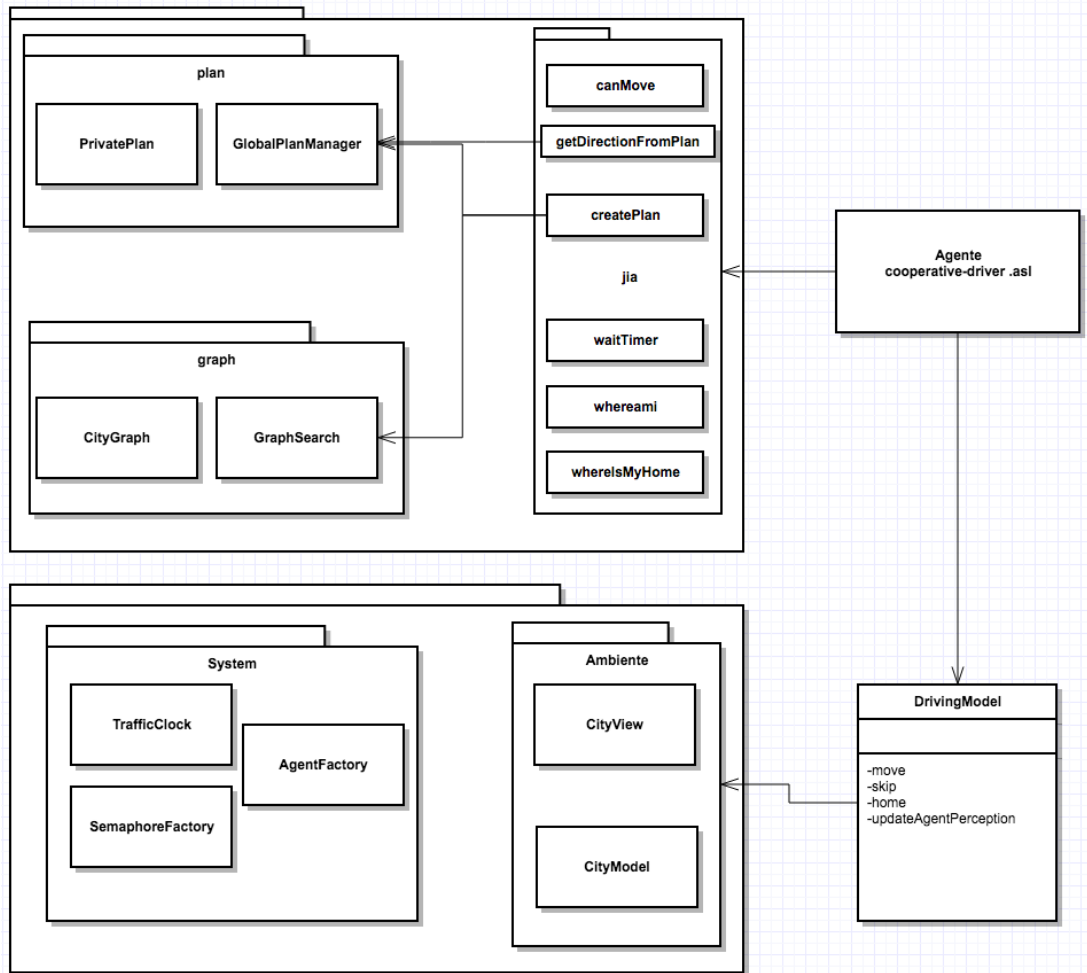 plan
PrivatePlan
GlobalPlanManager
graph
CityGraph
GraphSearch
canMove
getDirectionFromPlan
createPlan
jia
waitTimer
whereami
whereIsMyHome
Agente
cooperative-driver .asl
System
TrafficClock
AgentFactory
SemaphoreFactory
Ambiente
CityView
CityModel
DrivingModel
-move
-skip
-home
-updateAgentPerception